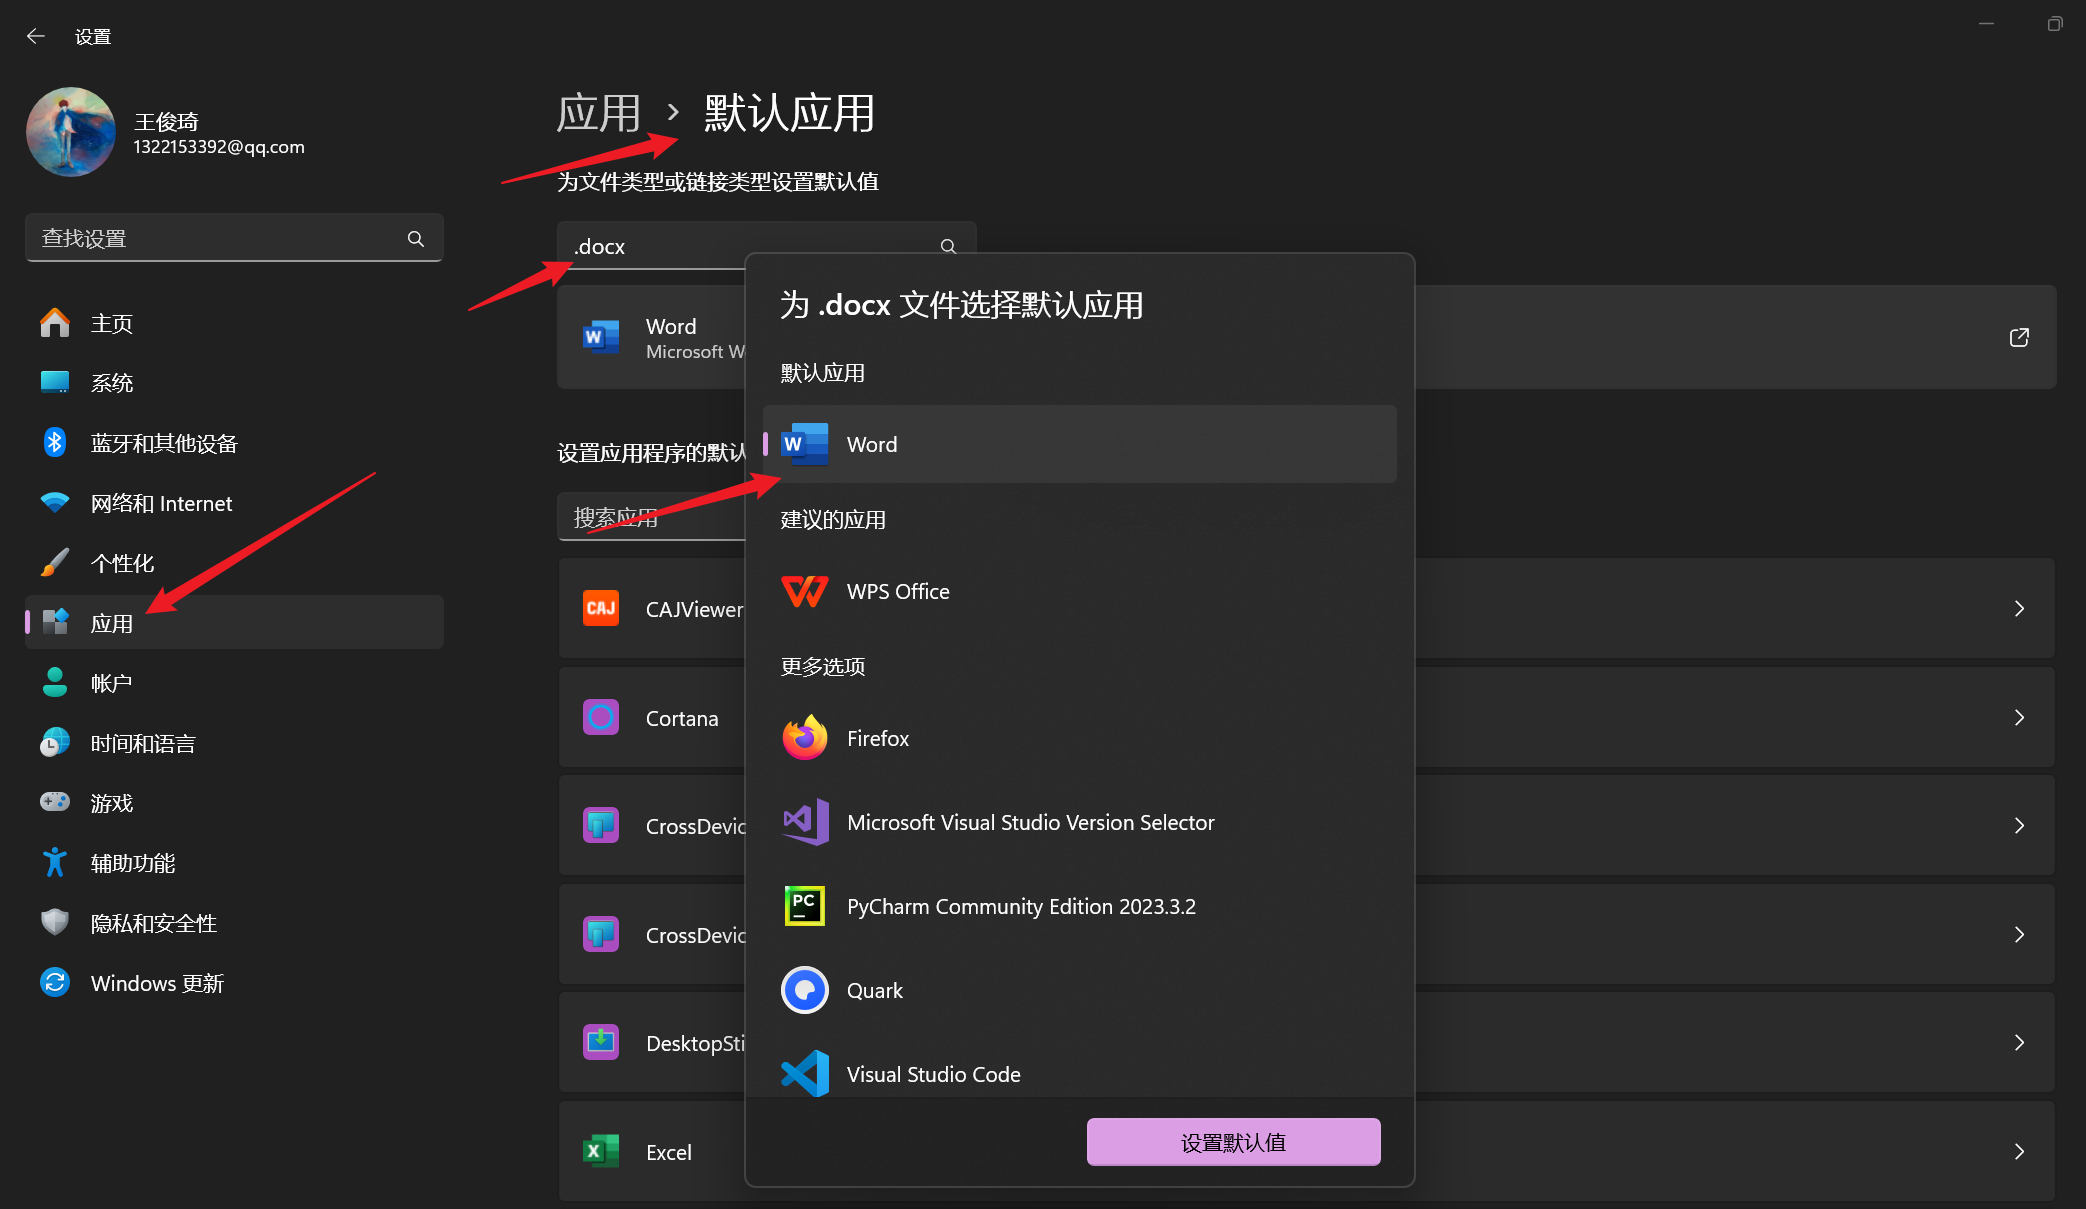 设置
王俊琦
1322153392@qq.com
查找设置
主页
系统
蓝牙和其他设备
网络和 Internet
个性化
应用
帐户
时间和语言
游戏
辅助功能
隐私和安全性
Windows 更新
应用 › 默认应用
为文件类型或链接类型设置默认值
.docx
Word
Microsoft W
设置应用程序的默认
搜索应用
CAJViewer
Cortana
CrossDevic
CrossDevic
DesktopSti
Excel
为 .docx 文件选择默认应用
默认应用
Word
建议的应用
WPS Office
更多选项
Firefox
Microsoft Visual Studio Version Selector
PyCharm Community Edition 2023.3.2
Quark
Visual Studio Code
设置默认值